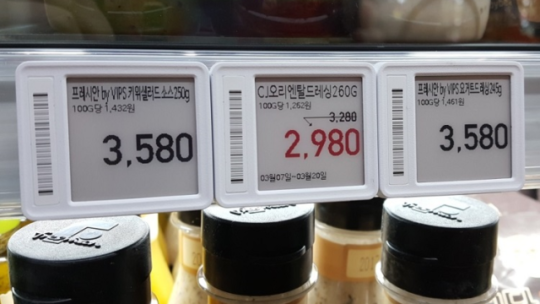 프레시안 by VIPS 키위샐러드 소스250g
100G당 1,432원
3,580
CJ오리엔탈드레싱260G
100G당 1,262원
3,280
2,980
03월07일~03월20일
프레시안 by VIPS 요거트드레싱245g
100G당 1,461원
3,580